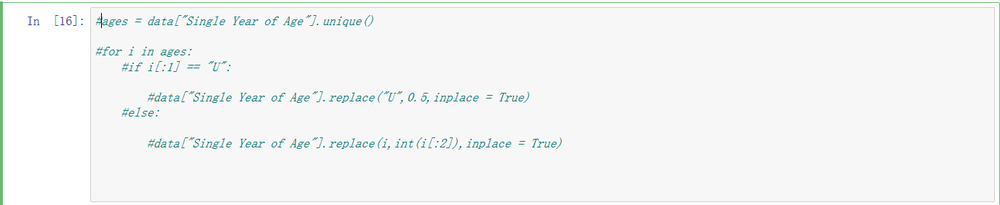 In [16]: #ages = data["Single Year of Age"].unique()
#for i in ages:
#if i[:1] == "U":
#data["Single Year of Age"].replace("U",0.5,inplace = True)
#else:
#data["Single Year of Age"].replace(i,int(i[:2]),inplace = True)